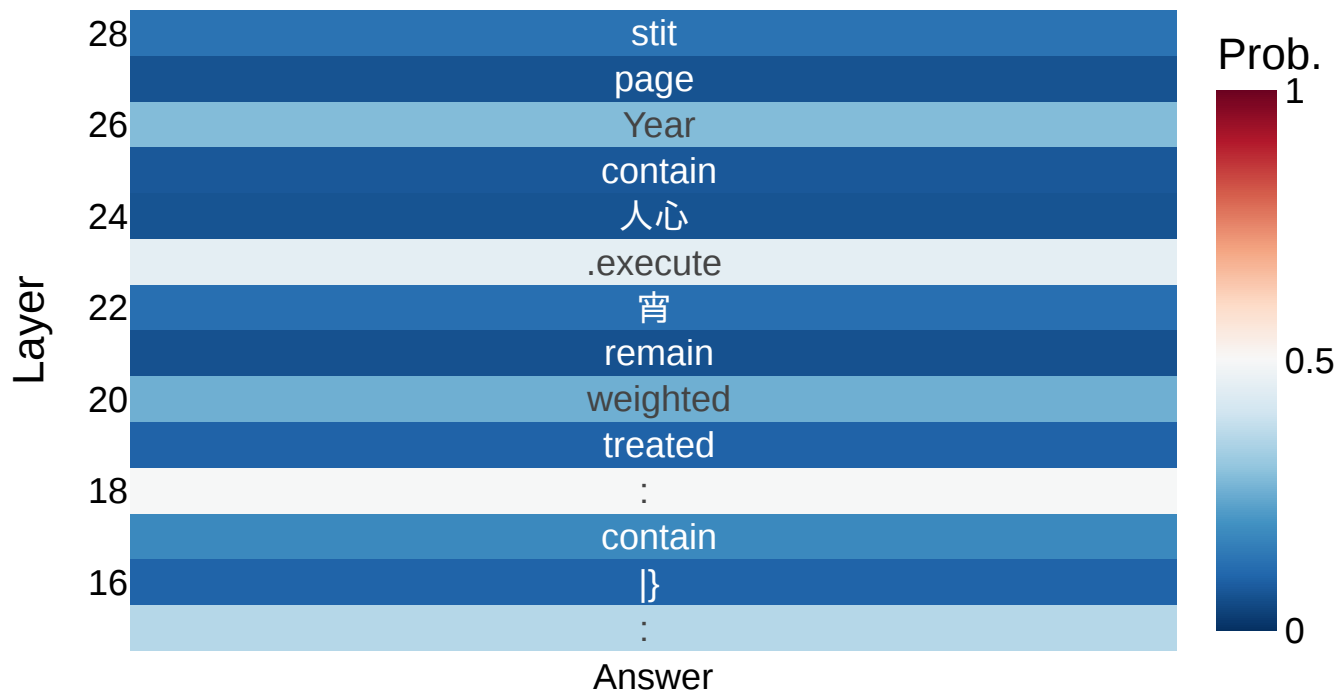 28 stit
page
26 Year
contain
24 人心
.execute
22 宵
remain
20 weighted
treated
18 :
contain
16 |}
:
Layer
Answer
Prob.
1
0.5
0